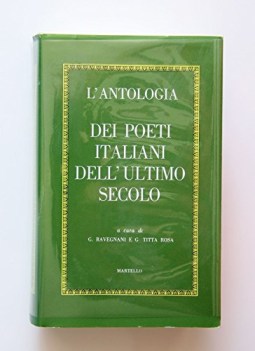 L'ANTOLOGIA
DEI POETI
ITALIANI
DELL'ULTIMO
SECOLO
a cura di
G. RAVEGNANI E G. TITTA ROSA
MARTELLO